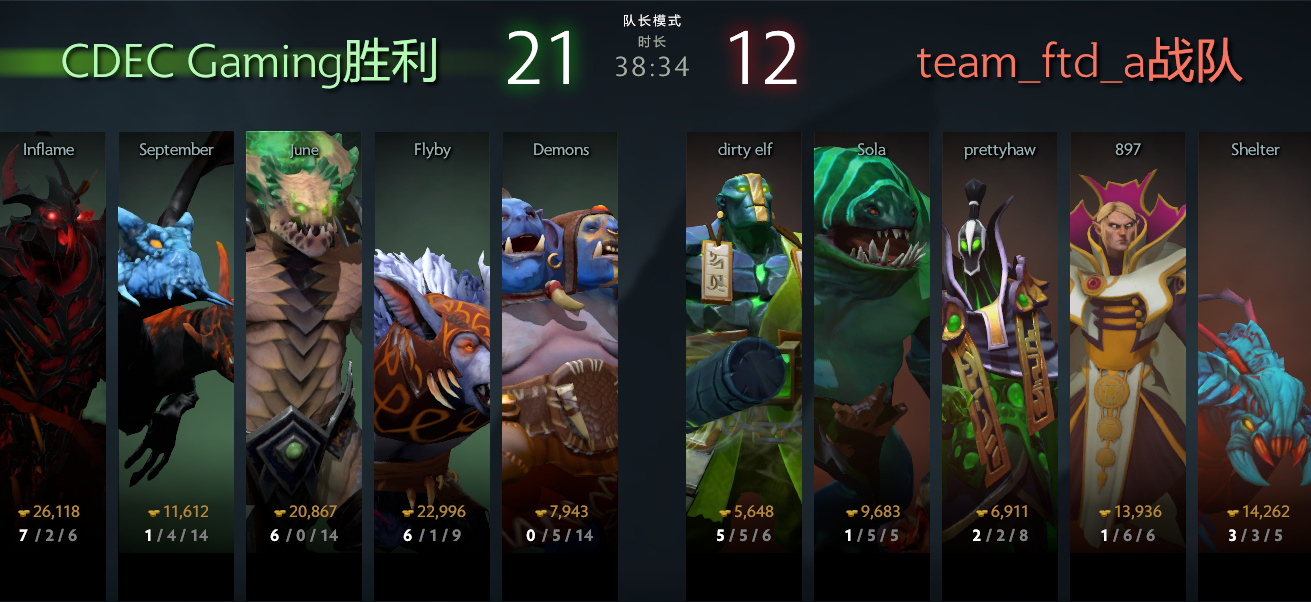 CDEC Gaming胜利
21
队长模式
时长
38:34
12
team_ftd_a战队
Inflame
September
June
Flyby
Demons
dirty elf
Sola
prettyhaw
897
Shelter
26,118
11,612
20,867
22,996
7,943
5,648
9,683
6,911
13,936
14,262
7 / 2 / 6
1 / 4 / 14
6 / 0 / 14
6 / 1 / 9
0 / 5 / 14
5 / 5 / 6
1 / 5 / 5
2 / 2 / 8
1 / 6 / 6
3 / 3 / 5